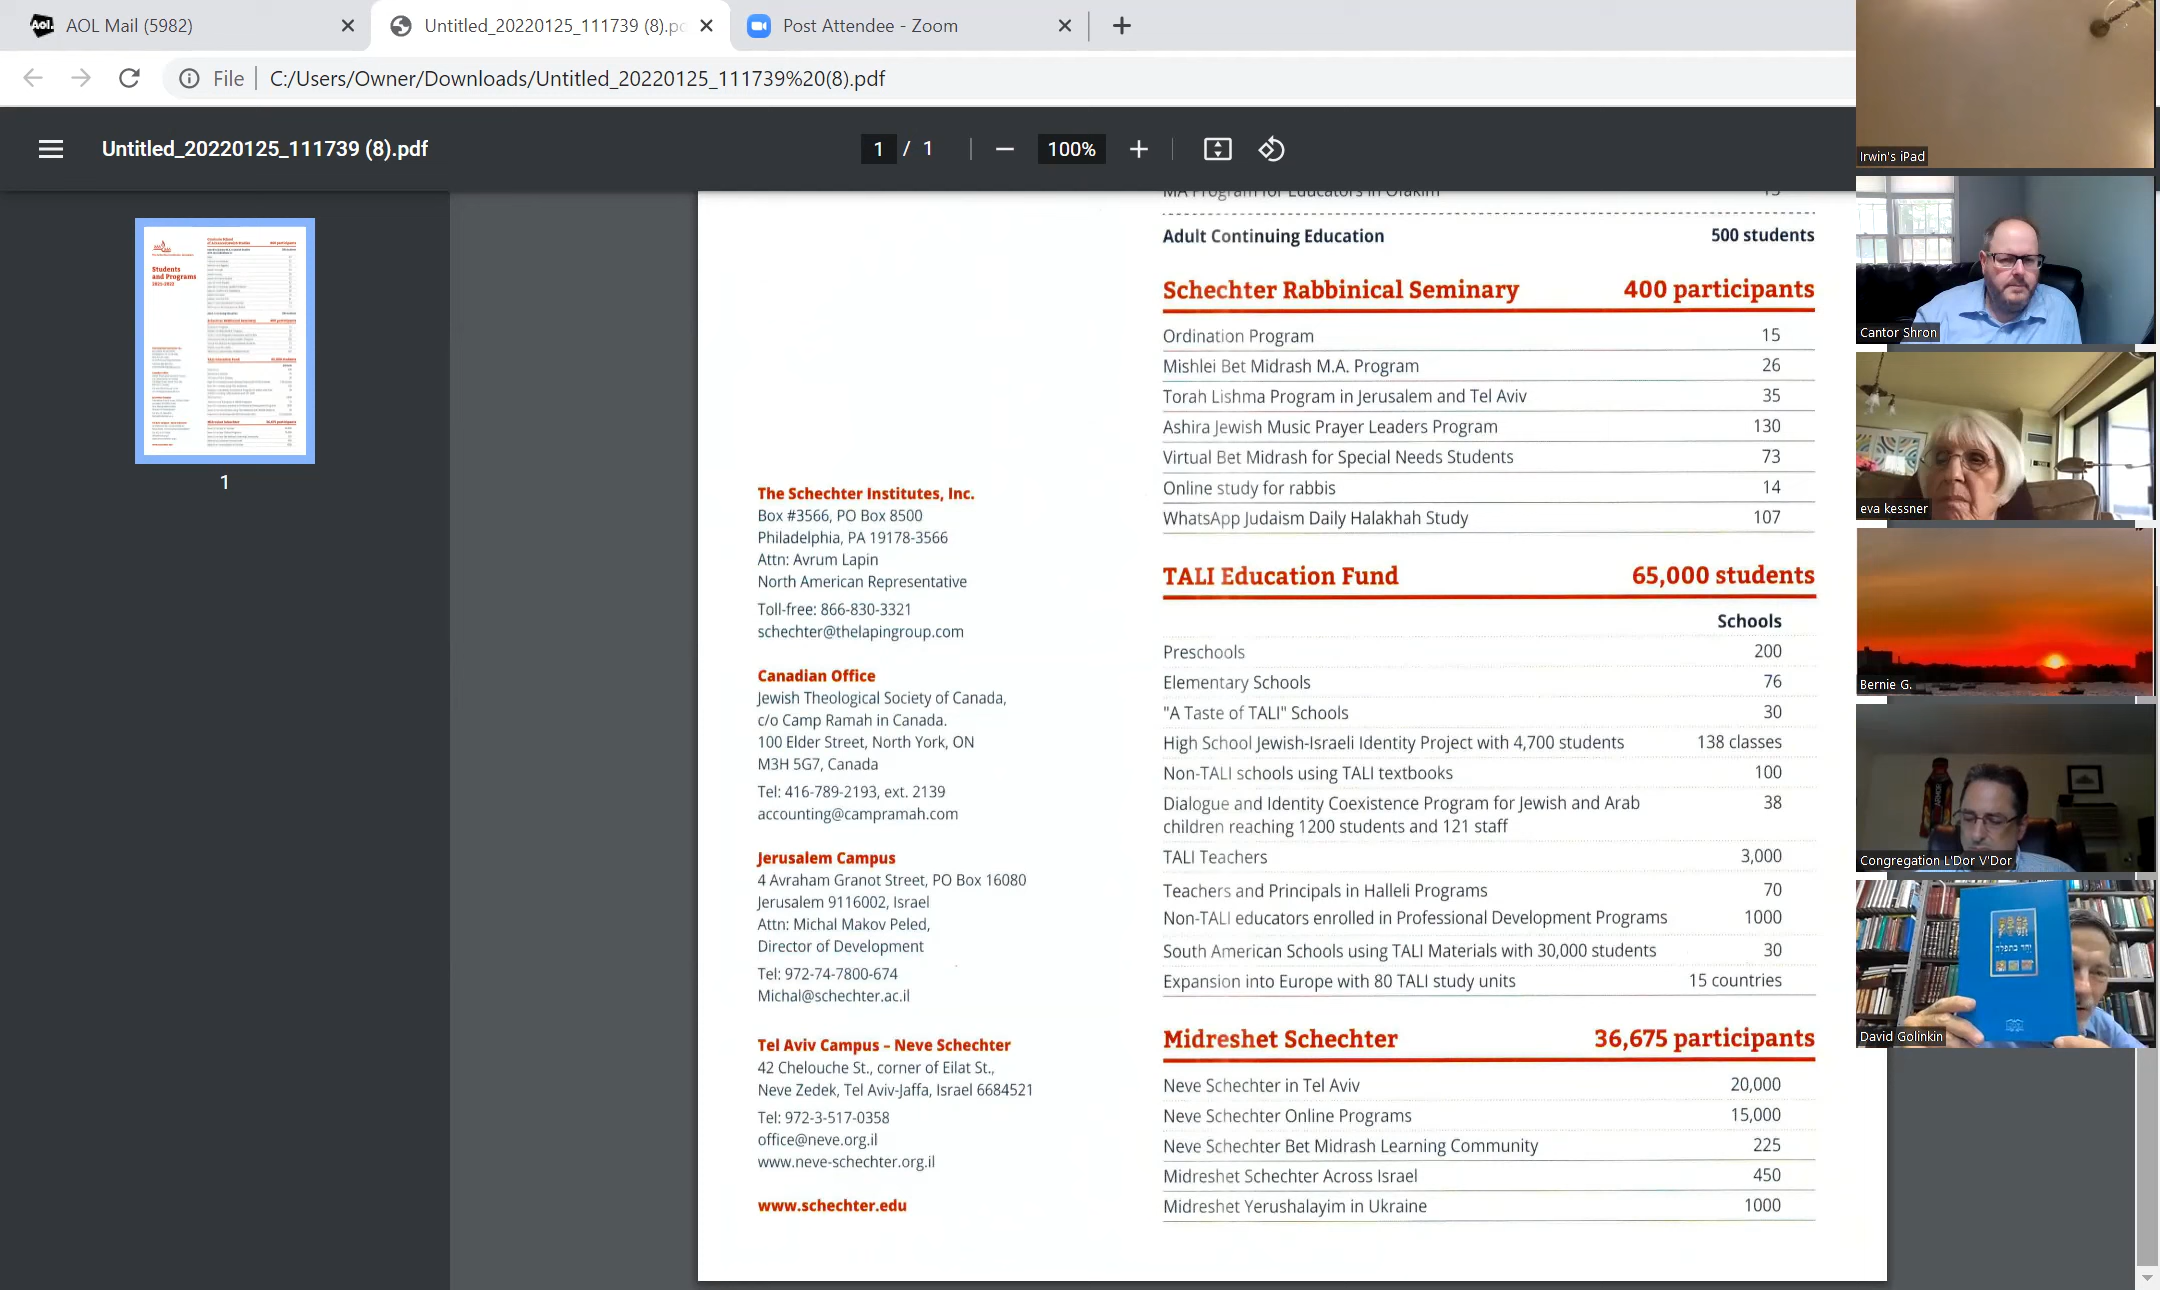 AOL Mail (5982)
Untitled_20220125_111739 (8).pdf
Post Attendee - Zoom
File
C:/Users/Owner/Downloads/Untitled_20220125_111739%20(8).pdf
Untitled_20220125_111739 (8).pdf
1 / 1
100%
Students
and Programs
2021-2022
1
MA Program for Educators in Ofakim 15
Adult Continuing Education 500 students
Schechter Rabbinical Seminary 400 participants
Ordination Program 15
Mishlei Bet Midrash M.A. Program 26
Torah Lishma Program in Jerusalem and Tel Aviv 35
Ashira Jewish Music Prayer Leaders Program 130
Virtual Bet Midrash for Special Needs Students 73
Online study for rabbis 14
WhatsApp Judaism Daily Halakhah Study 107
TALI Education Fund 65,000 students
Schools
Preschools 200
Elementary Schools 76
"A Taste of TALI" Schools 30
High School Jewish-Israeli Identity Project with 4,700 students 138 classes
Non-TALI schools using TALI textbooks 100
Dialogue and Identity Coexistence Program for Jewish and Arab 38
children reaching 1200 students and 121 staff
TALI Teachers 3,000
Teachers and Principals in Halleli Programs 70
Non-TALI educators enrolled in Professional Development Programs 1000
South American Schools using TALI Materials with 30,000 students 30
Expansion into Europe with 80 TALI study units 15 countries
Midreshet Schechter 36,675 participants
Neve Schechter in Tel Aviv 20,000
Neve Schechter Online Programs 15,000
Neve Schechter Bet Midrash Learning Community 225
Midreshet Schechter Across Israel 450
Midreshet Yerushalayim in Ukraine 1000
The Schechter Institutes, Inc.
Box #3566, PO Box 8500
Philadelphia, PA 19178-3566
Attn: Avrum Lapin
North American Representative
Toll-free: 866-830-3321
schechter@thelapingroup.com
Canadian Office
Jewish Theological Society of Canada,
c/o Camp Ramah in Canada.
100 Elder Street, North York, ON
M3H 5G7, Canada
Tel: 416-789-2193, ext. 2139
accounting@campramah.com
Jerusalem Campus
4 Avraham Granot Street, PO Box 16080
Jerusalem 9116002, Israel
Attn: Michal Makov Peled,
Director of Development
Tel: 972-74-7800-674
Michal@schechter.ac.il
Tel Aviv Campus – Neve Schechter
42 Chelouche St., corner of Eilat St.,
Neve Zedek, Tel Aviv-Jaffa, Israel 6684521
Tel: 972-3-517-0358
office@neve.org.il
www.neve-schechter.org.il
www.schechter.edu
Irwin's iPad
Cantor Shron
eva kessner
Bernie G.
Congregation L'Dor V'Dor
יחד בתפלה
David Golinkin